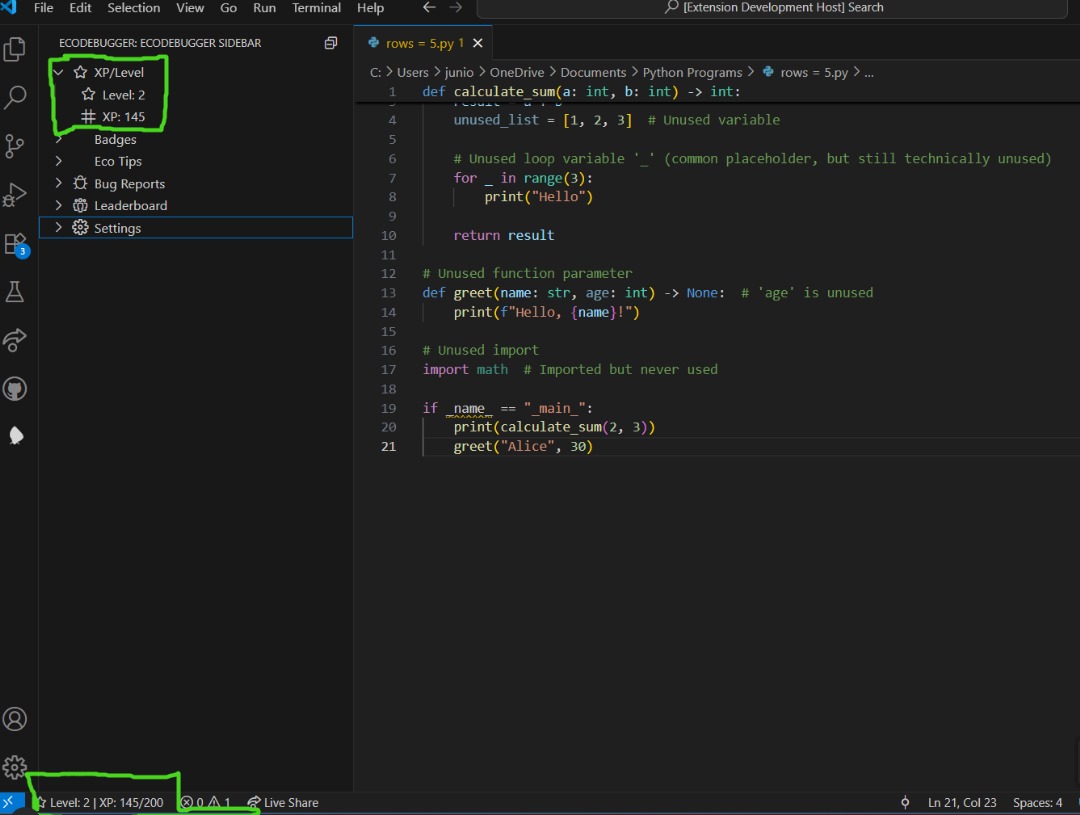 File Edit Selection View Go Run Terminal Help
[Extension Development Host] Search
ECODEBUGGER: ECODEBUGGER SIDEBAR
XP/Level
Level: 2
XP: 145
Badges
Eco Tips
Bug Reports
Leaderboard
Settings
3
rows = 5.py 1
C: > Users > junio > OneDrive > Documents > Python Programs > rows = 5.py > ...
1 def calculate_sum(a: int, b: int) -> int:
4 unused_list = [1, 2, 3] # Unused variable
5
6 # Unused loop variable '_' (common placeholder, but still technically unused)
7 for _ in range(3):
8 print("Hello")
9
10 return result
11
12 # Unused function parameter
13 def greet(name: str, age: int) -> None: # 'age' is unused
14 print(f"Hello, {name}!")
15
16 # Unused import
17 import math # Imported but never used
18
19 if _name_ == "_main_":
20 print(calculate_sum(2, 3))
21 greet("Alice", 30)
Level: 2 | XP: 145/200 0 1 Live Share Ln 21, Col 23 Spaces: 4